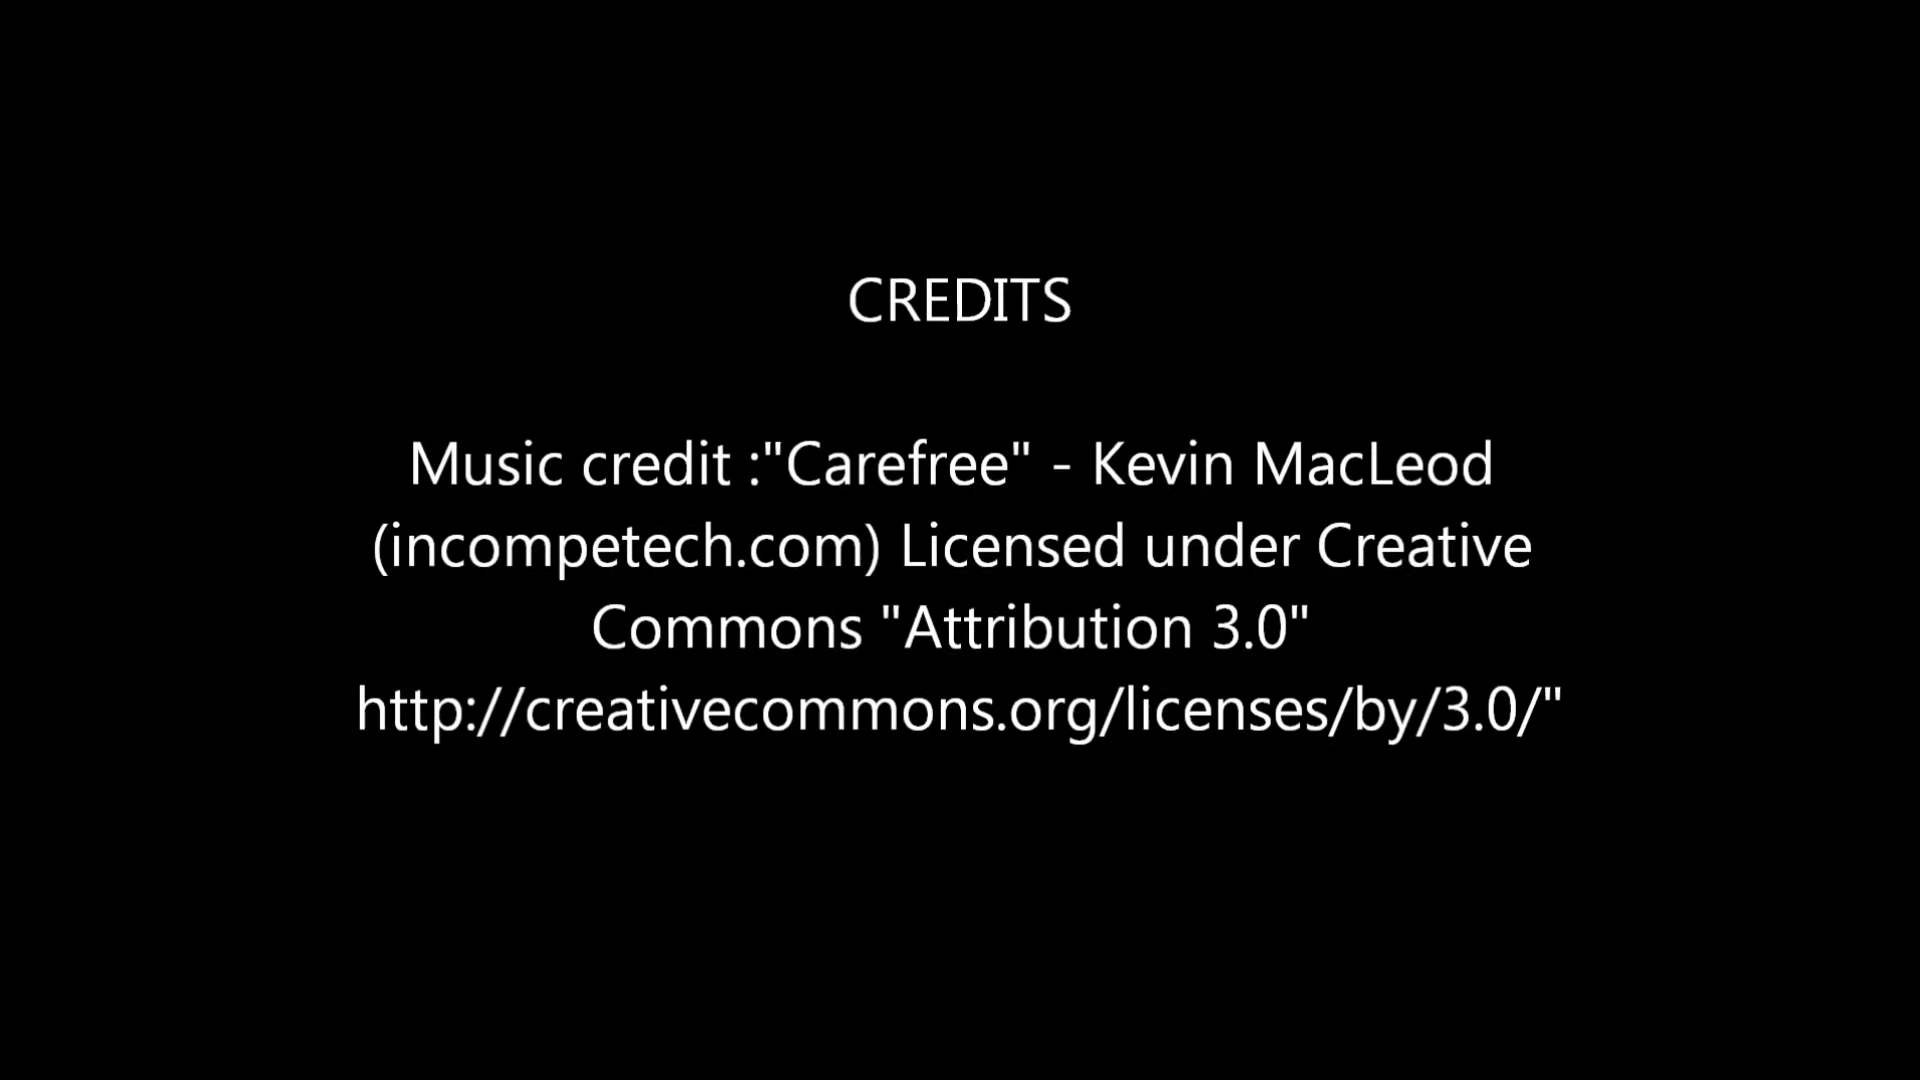 CREDITS
Music credit :"Carefree" - Kevin MacLeod
(incompetech.com) Licensed under Creative
Commons "Attribution 3.0"
http://creativecommons.org/licenses/by/3.0/"